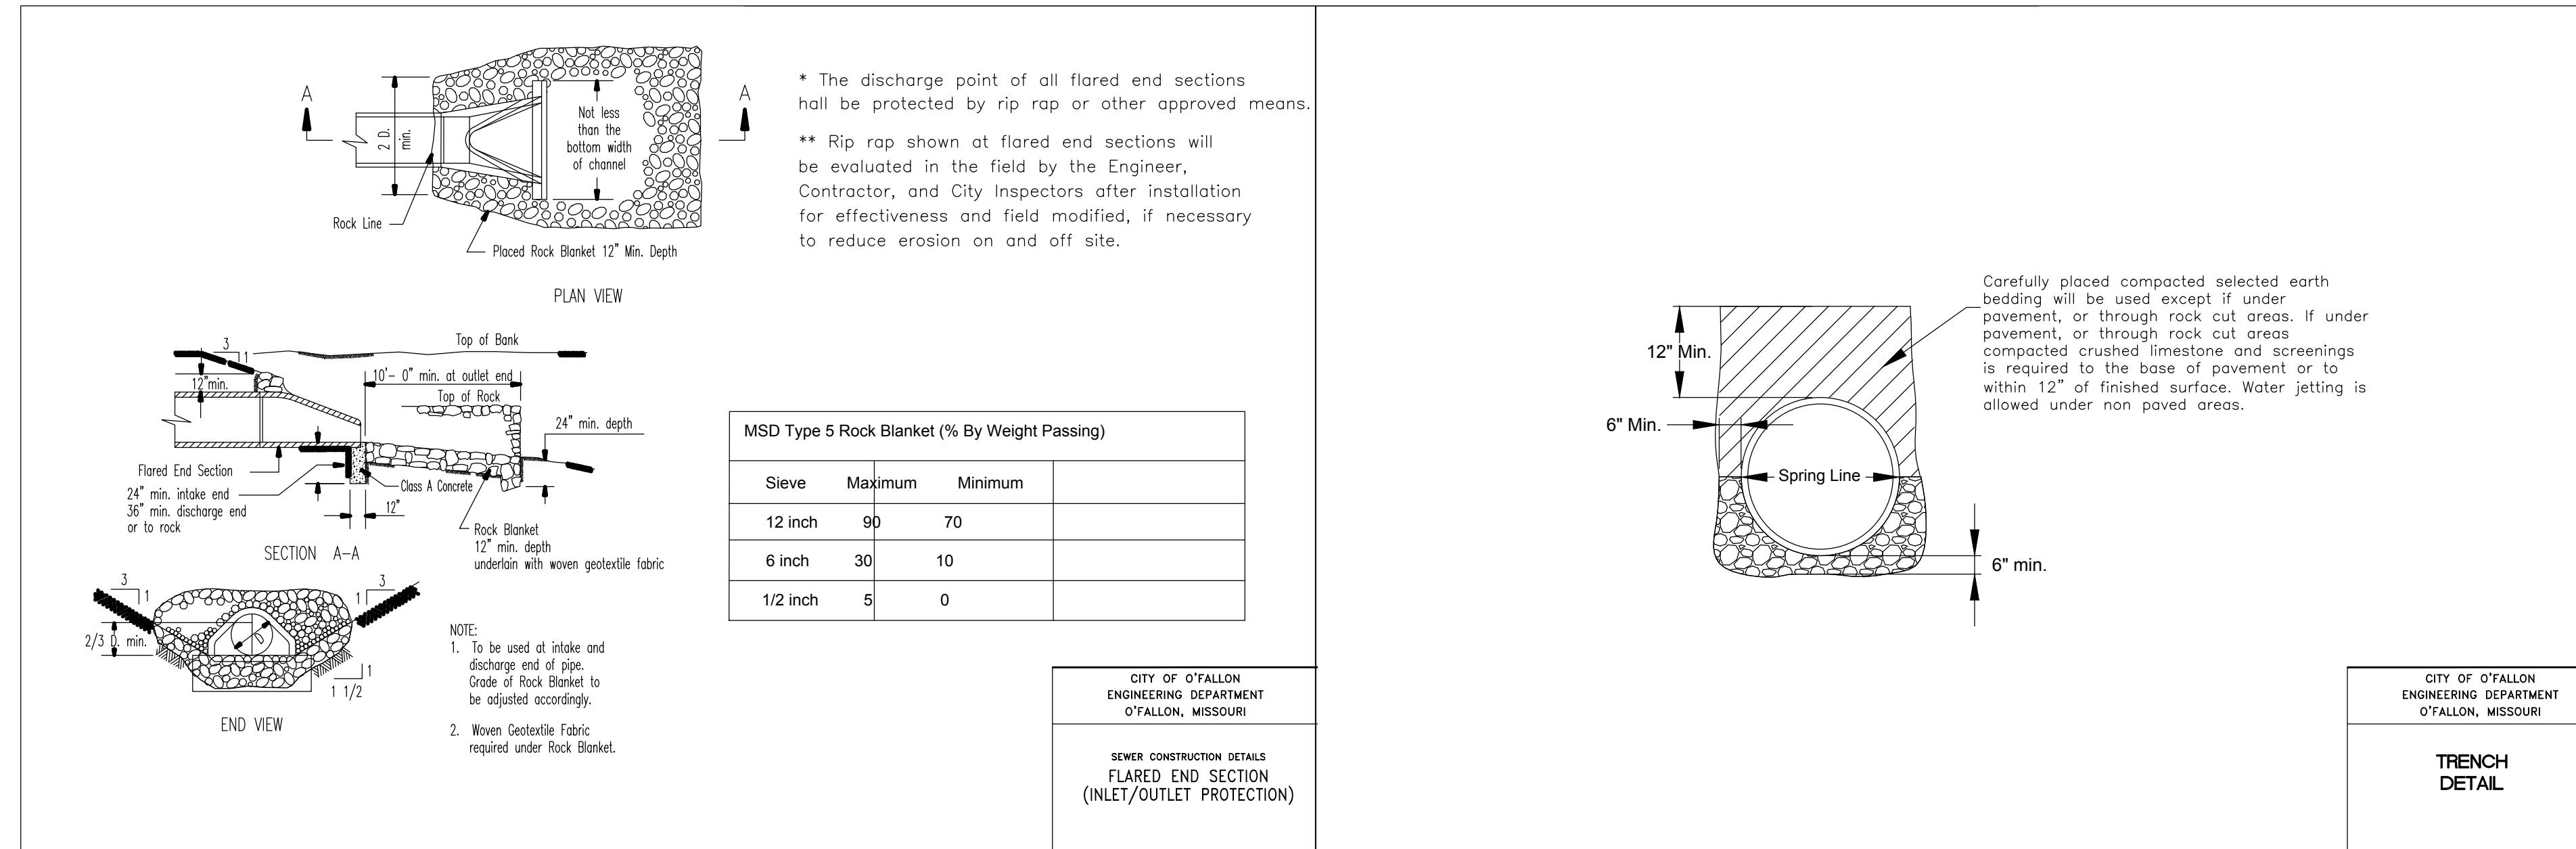 A
A
2 D.
min.
Not less
than the
bottom width
of channel
Rock Line
Placed Rock Blanket 12" Min. Depth
PLAN VIEW
* The discharge point of all flared end sections
hall be protected by rip rap or other approved means.
** Rip rap shown at flared end sections will
be evaluated in the field by the Engineer,
Contractor, and City Inspectors after installation
for effectiveness and field modified, if necessary
to reduce erosion on and off site.
3
1
Top of Bank
12"min.
10'- 0" min. at outlet end
Top of Rock
24" min. depth
Flared End Section
24" min. intake end
36" min. discharge end
or to rock
Class A Concrete
12"
Rock Blanket
12" min. depth
underlain with woven geotextile fabric
SECTION A-A
3
1
3
1
2/3 D. min.
D
1
1 1/2
END VIEW
NOTE:
1. To be used at intake and
discharge end of pipe.
Grade of Rock Blanket to
be adjusted accordingly.
2. Woven Geotextile Fabric
required under Rock Blanket.
MSD Type 5 Rock Blanket (% By Weight Passing)
Sieve Maximum Minimum
12 inch 90 70
6 inch 30 10
1/2 inch 5 0
CITY OF O'FALLON
ENGINEERING DEPARTMENT
O'FALLON, MISSOURI
SEWER CONSTRUCTION DETAILS
FLARED END SECTION
(INLET/OUTLET PROTECTION)
12" Min.
6" Min.
Spring Line
6" min.
Carefully placed compacted selected earth
bedding will be used except if under
pavement, or through rock cut areas. If under
pavement, or through rock cut areas
compacted crushed limestone and screenings
is required to the base of pavement or to
within 12" of finished surface. Water jetting is
allowed under non paved areas.
CITY OF O'FALLON
ENGINEERING DEPARTMENT
O'FALLON, MISSOURI
TRENCH
DETAIL